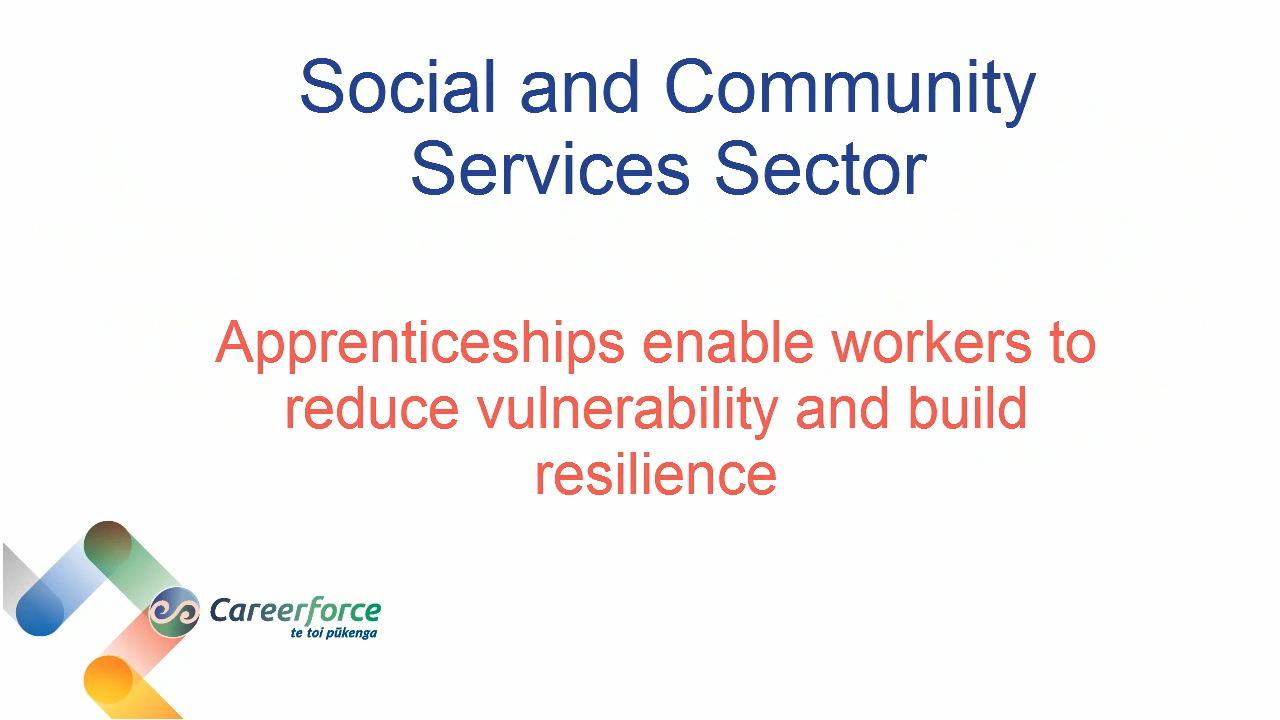 Social and Community
Services Sector
Apprenticeships enable workers to
reduce vulnerability and build
resilience
Careerforce
te toi pūkenga